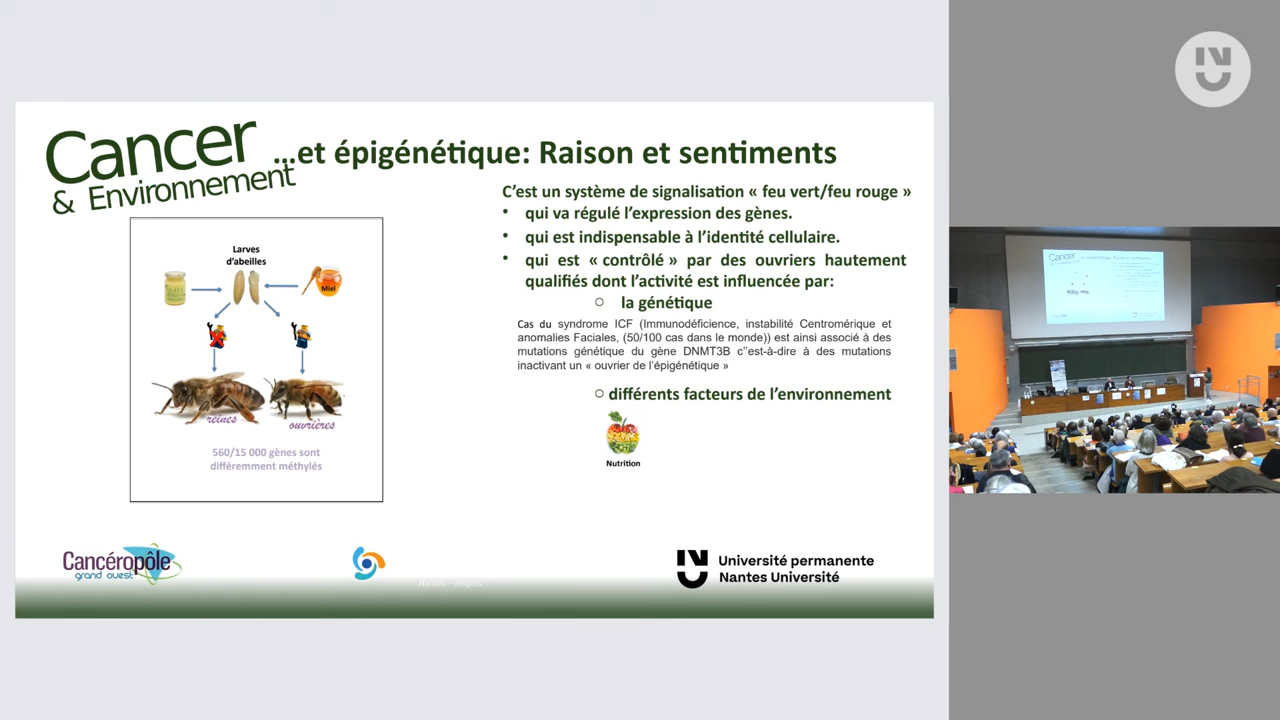 Cancer
& Environnement
...et épigénétique: Raison et sentiments
C'est un système de signalisation « feu vert/feu rouge »
• qui va régulé l'expression des gènes.
• qui est indispensable à l'identité cellulaire.
• qui est « contrôlé » par des ouvriers hautement
qualifiés dont l'activité est influencée par:
○ la génétique
Cas du syndrome ICF (Immunodéficience, instabilité Centromérique et
anomalies Faciales, (50/100 cas dans le monde)) est ainsi associé à des
mutations génétique du gène DNMT3B c''est-à-dire à des mutations
inactivant un « ouvrier de l'épigénétique »
○ différents facteurs de l'environnement
Nutrition
Larves
d'abeilles
Miel
reines
ouvrières
560/15 000 gènes sont
différemment méthylés
Cancéropôle
grand ouest
Nantes - Angers
Université permanente
Nantes Université
Cancer